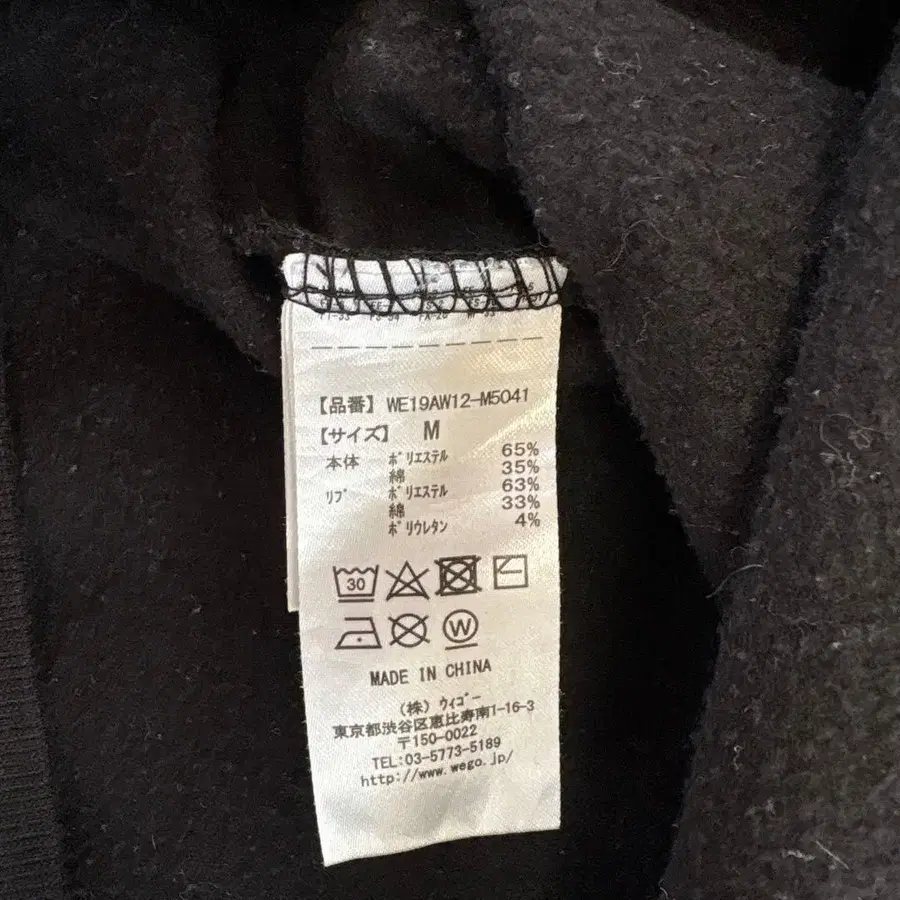 【品番】 WE19AW12-M5041
【サイズ】 M
本体 ﾎﾟﾘｴｽﾃﾙ 65%
綿 35%
ﾘﾌﾞ ﾎﾟﾘｴｽﾃﾙ 63%
綿 33%
ﾎﾟﾘｳﾚﾀﾝ 4%
30
W
MADE IN CHINA
(株) ｳｨｺﾞｰ
東京都渋谷区恵比寿南1-16-3
〒150-0022
TEL:03-5773-5189
http://www.wego.jp/